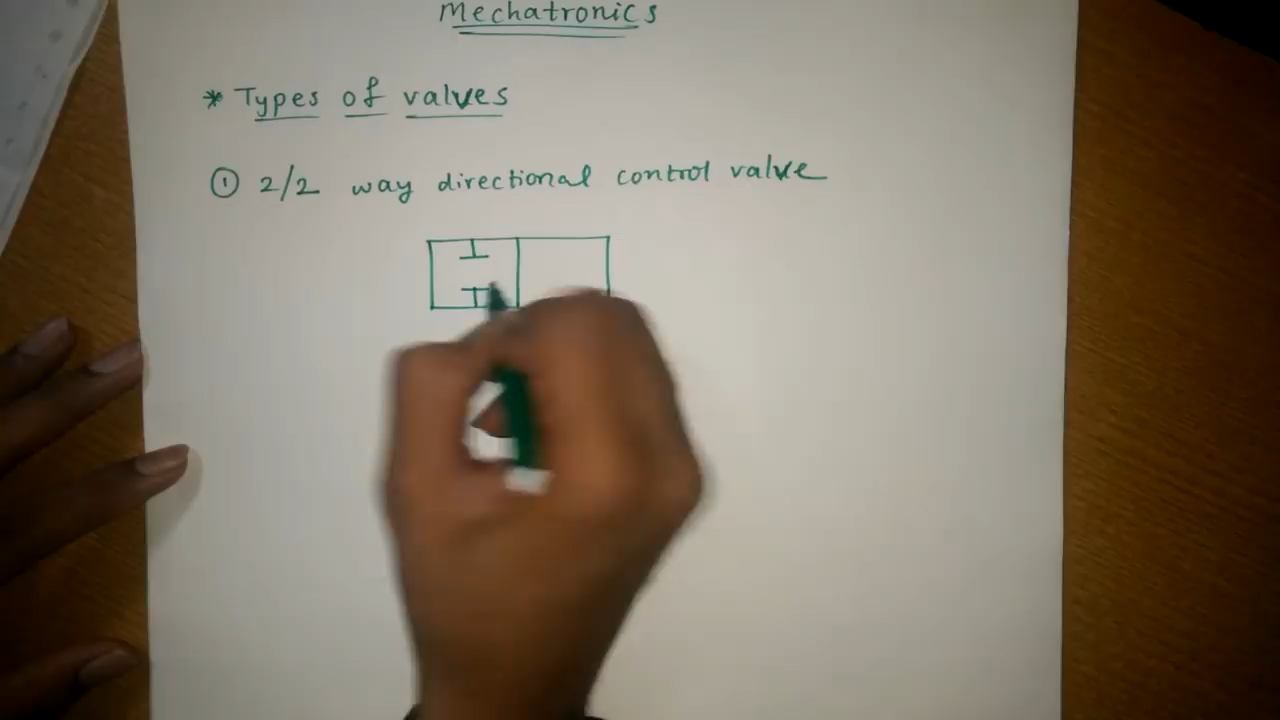 Mechatronics
* Types of valves
① 2/2 way directional control valve